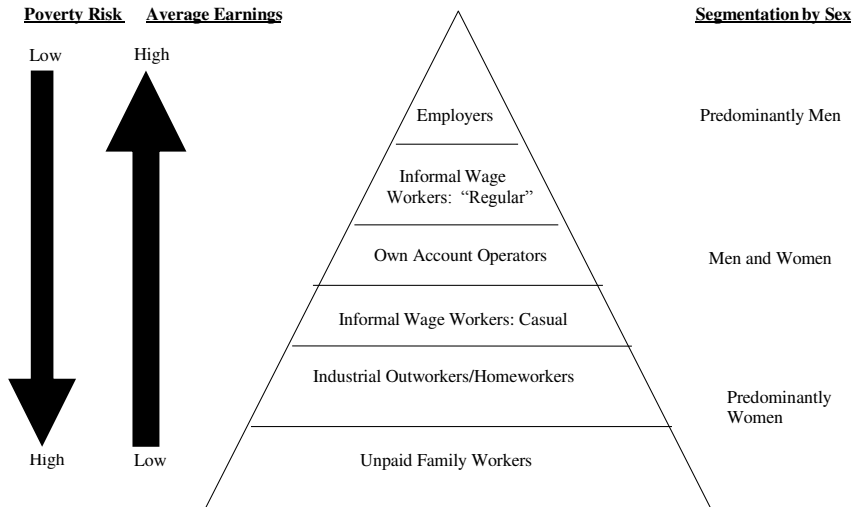 Poverty Risk Average Earnings Segmentation by Sex
Low High
Employers Predominantly Men
Informal Wage
Workers: “Regular”
Own Account Operators Men and Women
Informal Wage Workers: Casual
Industrial Outworkers/Homeworkers
Predominantly
Women
High Low
Unpaid Family Workers